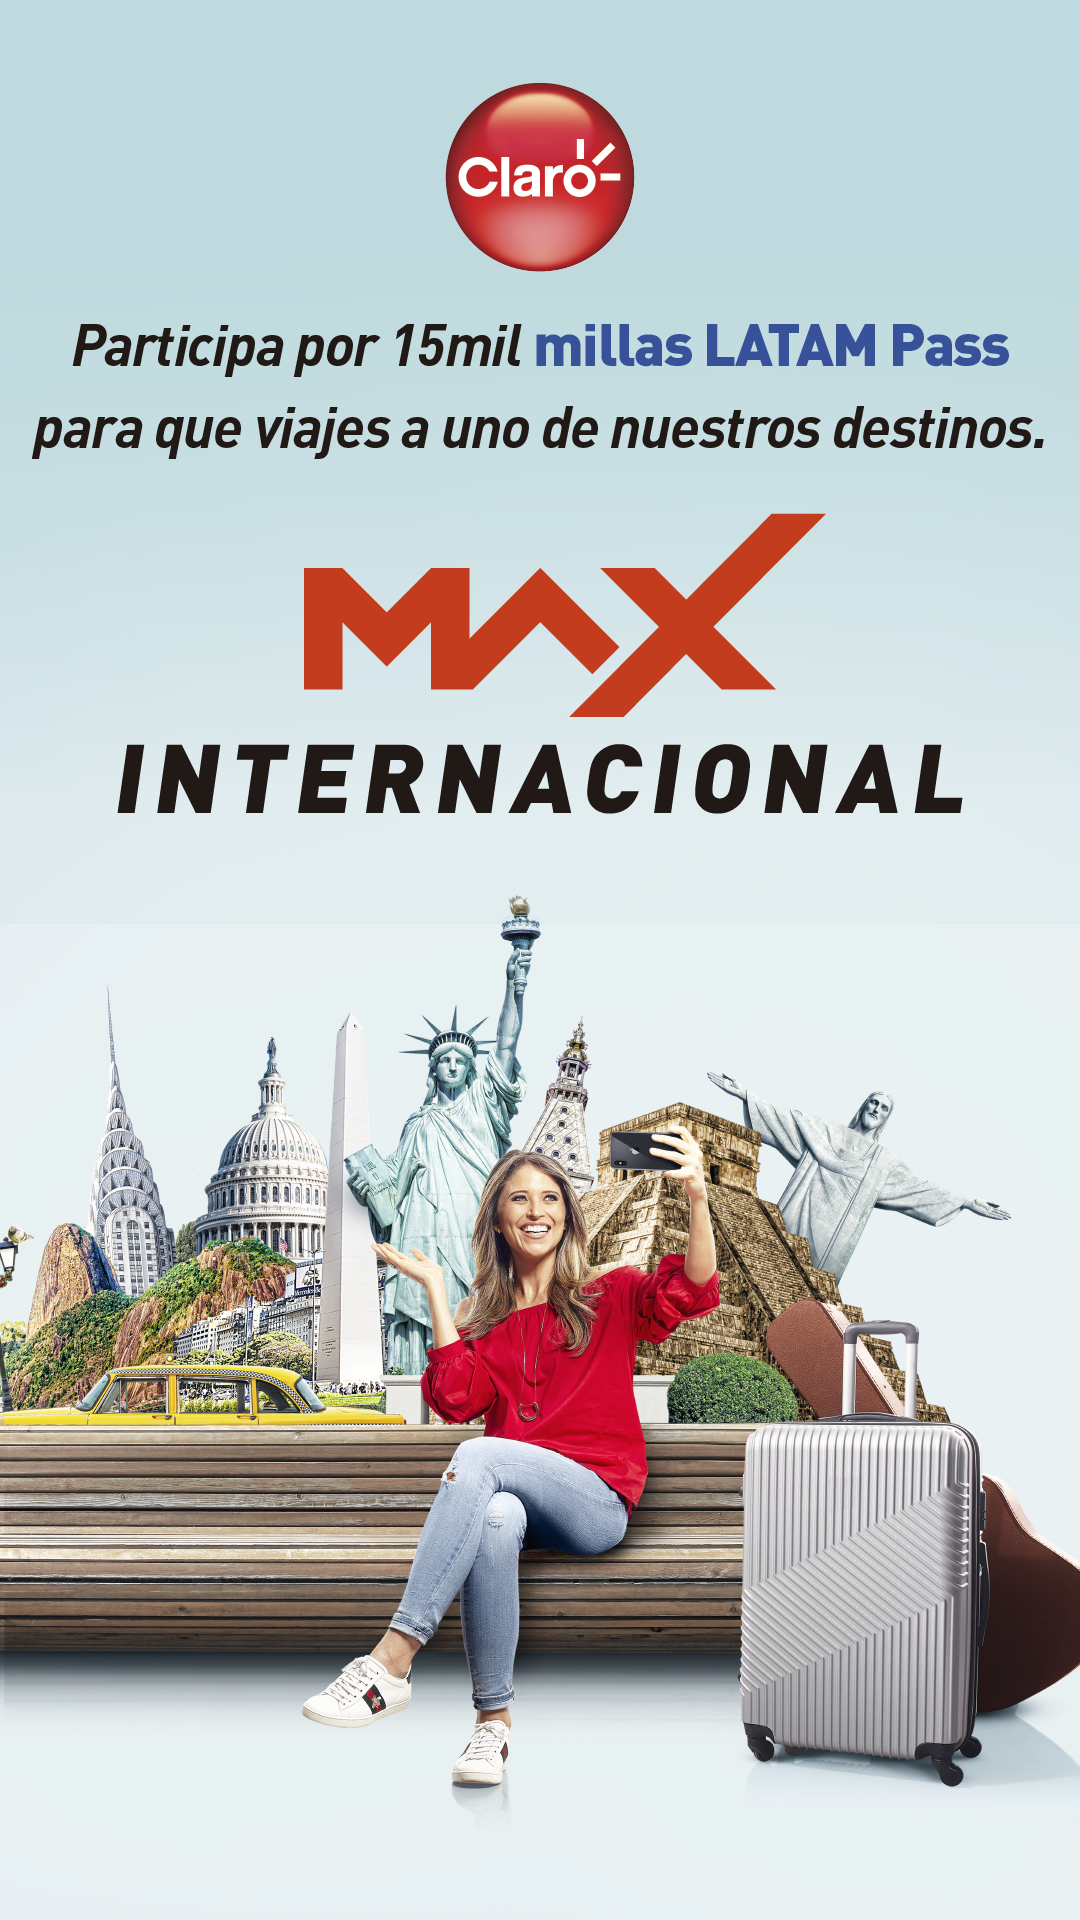 Claro
Participa por 15mil millas LATAM Pass
para que viajes a uno de nuestros destinos.
MAX
INTERNACIONAL